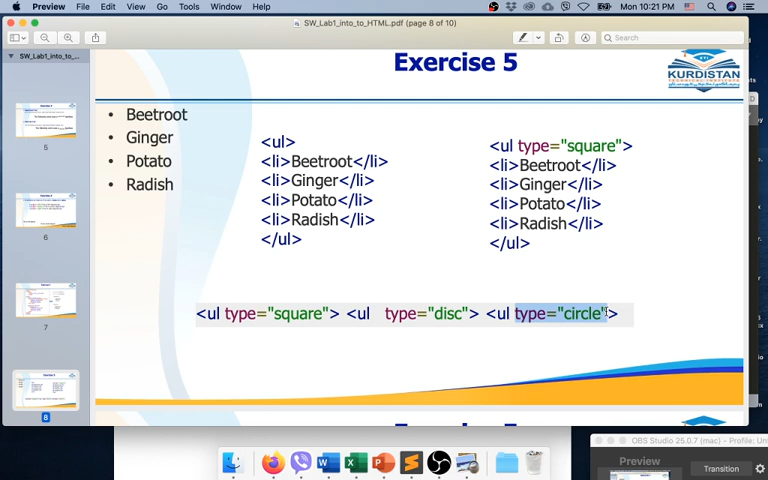 Preview File Edit View Go Tools Window Help
Mon 10:21 PM
SW_Lab1_into_to_HTML.pdf (page 8 of 10)
Search
SW_Lab1_into_to_...
5
6
7
8
Exercise 5
KURDISTAN
• Beetroot
• Ginger
• Potato
• Radish
<ul>
<li>Beetroot</li>
<li>Ginger</li>
<li>Potato</li>
<li>Radish</li>
</ul>
<ul type="square">
<li>Beetroot</li>
<li>Ginger</li>
<li>Potato</li>
<li>Radish</li>
</ul>
<ul type="square"> <ul type="disc"> <ul type="circle">
OBS Studio 25.0.7 (mac) - Profile: Unt
Preview
Transition